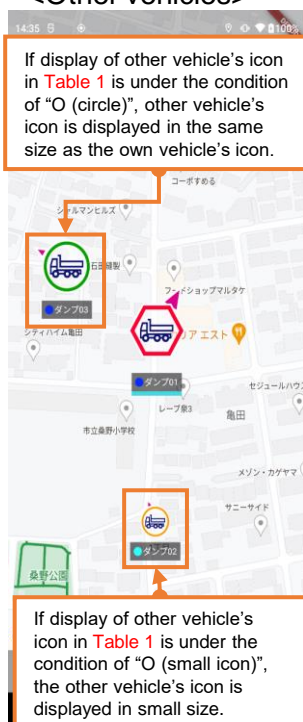 <Other vehicles>
14:35
100%
If display of other vehicle's icon
in Table 1 is under the condition
of "O (circle)", other vehicle's
icon is displayed in the same
size as the own vehicle's icon.
コーポすめる
シャルマンヒルズ
石田縫製
ダンプ03
フードショップマルタケ
シティハイム亀田
リア エスト
ダンプ01
セジュールハウ
レーブ泉3
亀田
市立桑野小学校
メゾン・カゲヤマ
サニーサイド
ダンプ02
桑野公園
If display of other vehicle's
icon in Table 1 is under the
condition of "O (small icon)",
the other vehicle's icon is
displayed in small size.